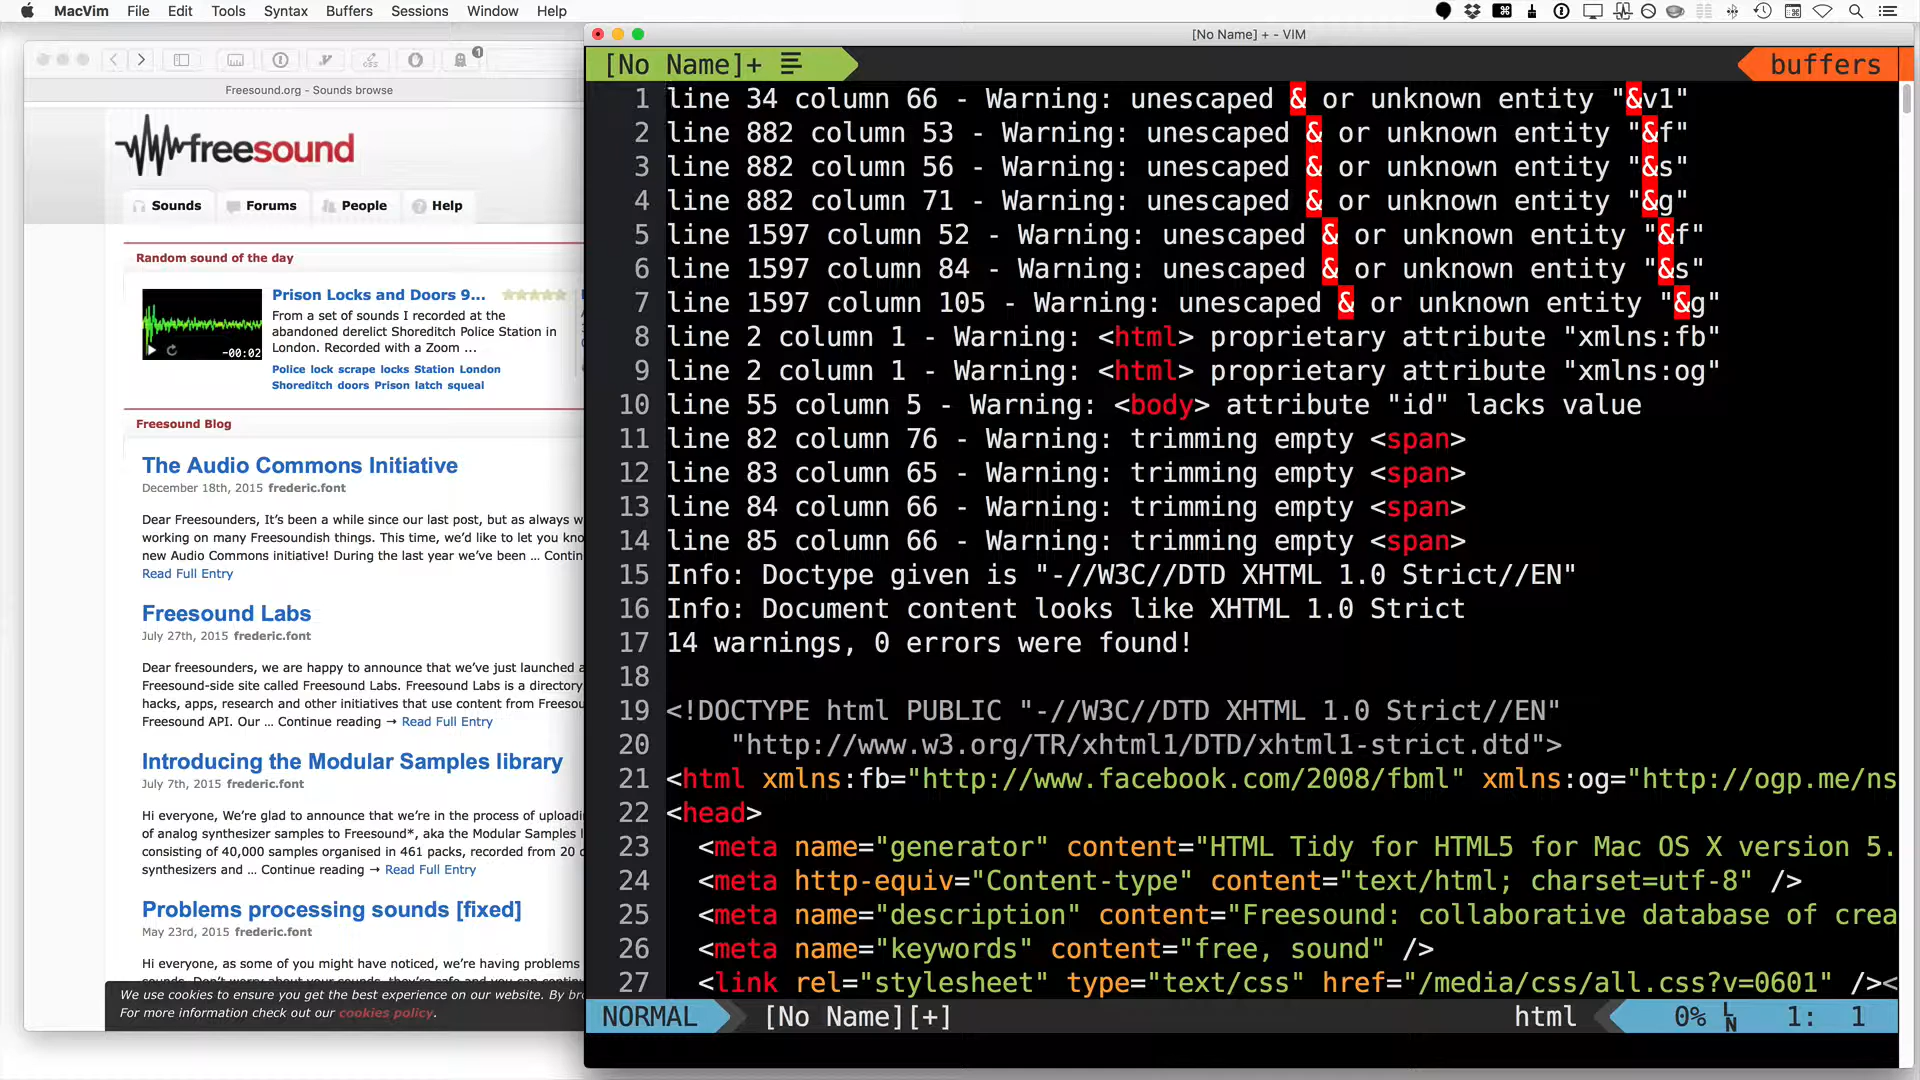 MacVim File Edit Tools Syntax Buffers Sessions Window Help
1
Freesound.org - Sounds browse
freesound
Sounds Forums People Help
Random sound of the day
Prison Locks and Doors 9...
From a set of sounds I recorded at the
abandoned derelict Shoreditch Police Station in
London. Recorded with a Zoom ...
-00:02
Police lock scrape locks Station London
Shoreditch doors Prison latch squeal
Freesound Blog
The Audio Commons Initiative
December 18th, 2015 frederic.font
Dear Freesounders, It's been a while since our last post, but as always w
working on many Freesoundish things. This time, we'd like to let you kno
new Audio Commons initiative! During the last year we've been ... Contin
Read Full Entry
Freesound Labs
July 27th, 2015 frederic.font
Dear freesounders, we are happy to announce that we've just launched a
Freesound-side site called Freesound Labs. Freesound Labs is a directory
hacks, apps, research and other initiatives that use content from Freesou
Freesound API. Our ... Continue reading → Read Full Entry
Introducing the Modular Samples library
July 7th, 2015 frederic.font
Hi everyone, We're glad to announce that we're in the process of uploadi
of analog synthesizer samples to Freesound*, aka the Modular Samples l
consisting of 40,000 samples organised in 461 packs, recorded from 20 d
synthesizers and ... Continue reading → Read Full Entry
Problems processing sounds [fixed]
May 23rd, 2015 frederic.font
Hi everyone, as some of you might have noticed, we're having problems
We use cookies to ensure you get the best experience on our website. By bro
For more information check out our cookies policy.
[No Name] + - VIM
[No Name]+ buffers
1 line 34 column 66 - Warning: unescaped & or unknown entity "&v1"
2 line 882 column 53 - Warning: unescaped & or unknown entity "&f"
3 line 882 column 56 - Warning: unescaped & or unknown entity "&s"
4 line 882 column 71 - Warning: unescaped & or unknown entity "&g"
5 line 1597 column 52 - Warning: unescaped & or unknown entity "&f"
6 line 1597 column 84 - Warning: unescaped & or unknown entity "&s"
7 line 1597 column 105 - Warning: unescaped & or unknown entity "&g"
8 line 2 column 1 - Warning: <html> proprietary attribute "xmlns:fb"
9 line 2 column 1 - Warning: <html> proprietary attribute "xmlns:og"
10 line 55 column 5 - Warning: <body> attribute "id" lacks value
11 line 82 column 76 - Warning: trimming empty <span>
12 line 83 column 65 - Warning: trimming empty <span>
13 line 84 column 66 - Warning: trimming empty <span>
14 line 85 column 66 - Warning: trimming empty <span>
15 Info: Doctype given is "-//W3C//DTD XHTML 1.0 Strict//EN"
16 Info: Document content looks like XHTML 1.0 Strict
17 14 warnings, 0 errors were found!
18
19 <!DOCTYPE html PUBLIC "-//W3C//DTD XHTML 1.0 Strict//EN"
20 "http://www.w3.org/TR/xhtml1/DTD/xhtml1-strict.dtd">
21 <html xmlns:fb="http://www.facebook.com/2008/fbml" xmlns:og="http://ogp.me/ns
22 <head>
23 <meta name="generator" content="HTML Tidy for HTML5 for Mac OS X version 5.
24 <meta http-equiv="Content-type" content="text/html; charset=utf-8" />
25 <meta name="description" content="Freesound: collaborative database of crea
26 <meta name="keywords" content="free, sound" />
27 <link rel="stylesheet" type="text/css" href="/media/css/all.css?v=0601" /><
NORMAL [No Name][+] html 0% LN 1: 1